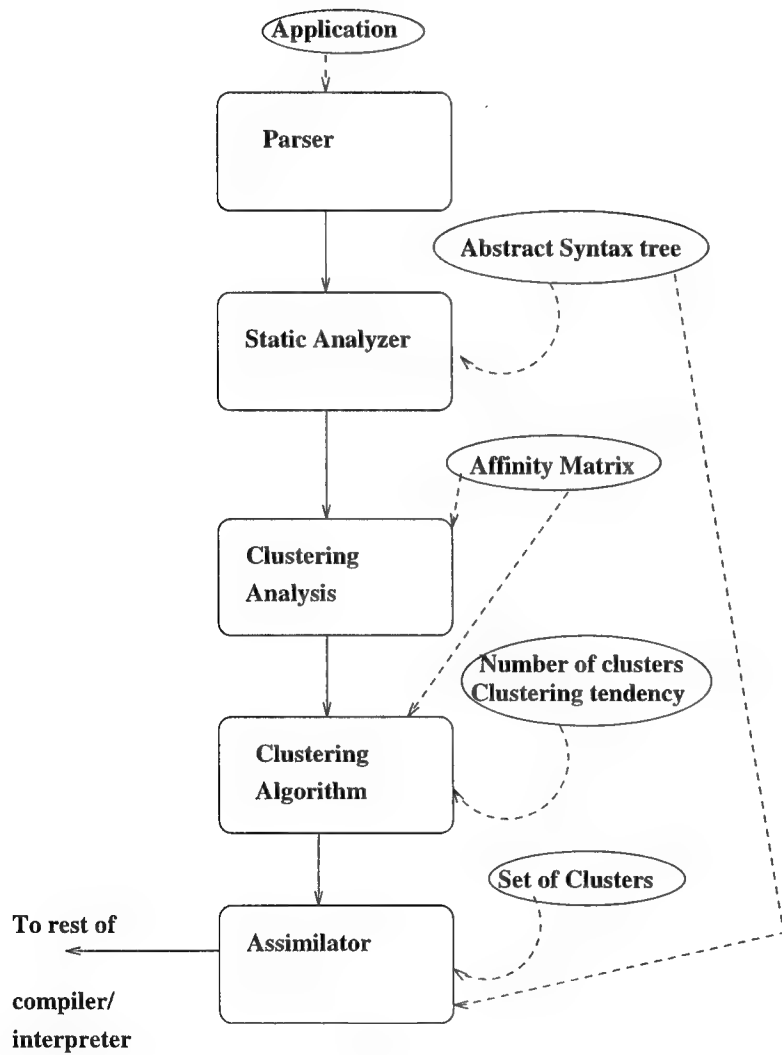 Application
Parser
Abstract Syntax tree
Static Analyzer
Affinity Matrix
Clustering
Analysis
Number of clusters
Clustering tendency
Clustering
Algorithm
Set of Clusters
To rest of
Assimilator
compiler/
interpreter